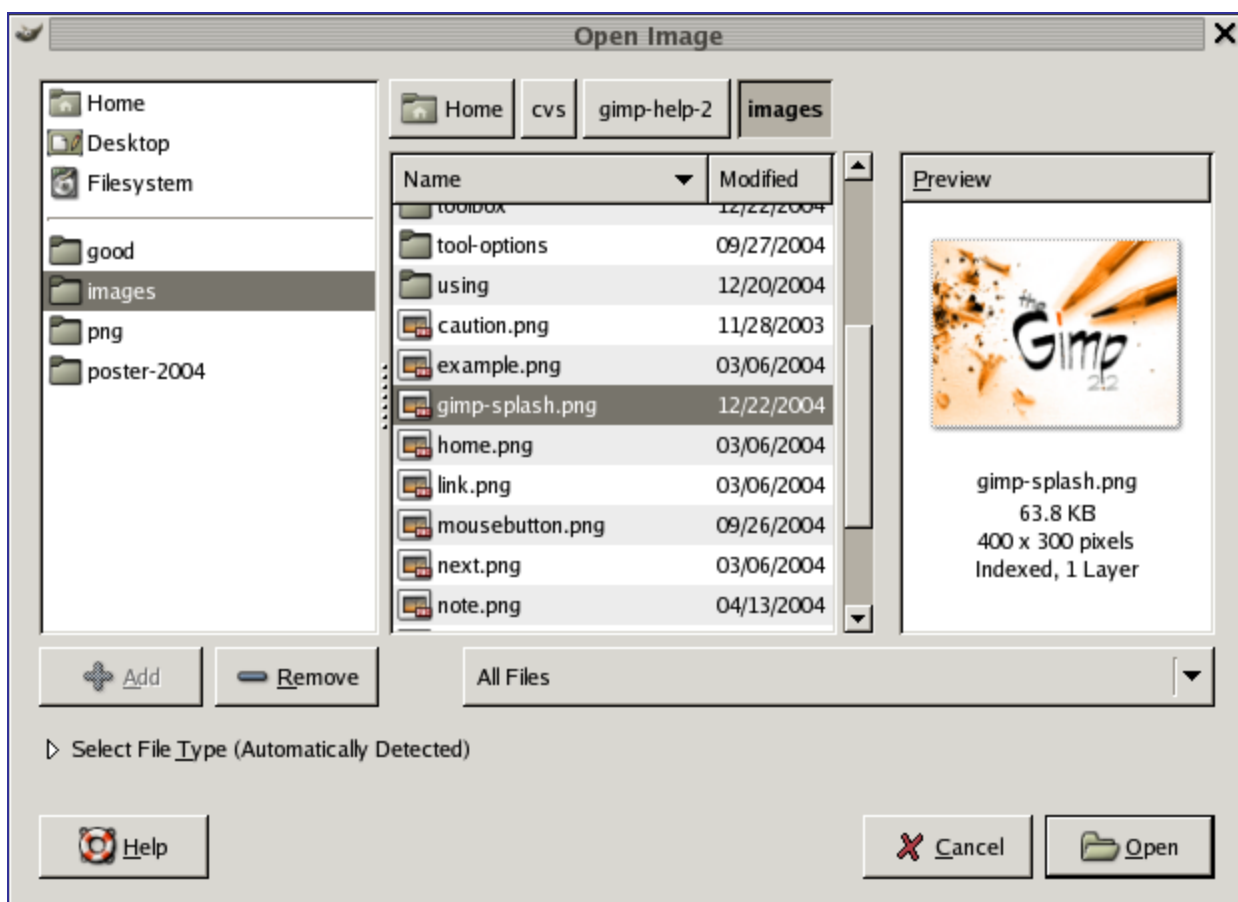 Open Image
Home
Desktop
Filesystem
good
images
png
poster-2004
Home cvs gimp-help-2 images
Name Modified
toolbox 12/22/2004
tool-options 09/27/2004
using 12/20/2004
caution.png 11/28/2003
example.png 03/06/2004
gimp-splash.png 12/22/2004
home.png 03/06/2004
link.png 03/06/2004
mousebutton.png 09/26/2004
next.png 03/06/2004
note.png 04/13/2004
Preview
the
Gimp
2.2
gimp-splash.png
63.8 KB
400 x 300 pixels
Indexed, 1 Layer
Add Remove All Files
Select File Type (Automatically Detected)
Help Cancel Open